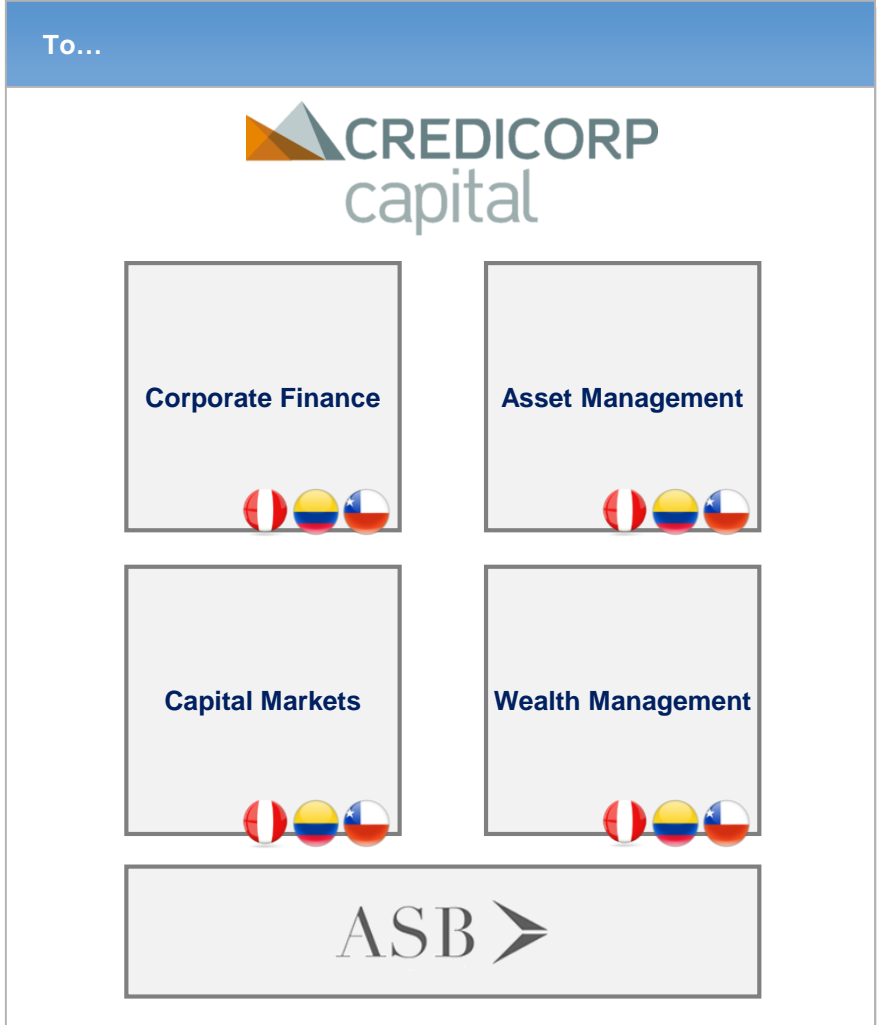 To...
CREDICORP
capital
Corporate Finance
Asset Management
Capital Markets
Wealth Management
ASB